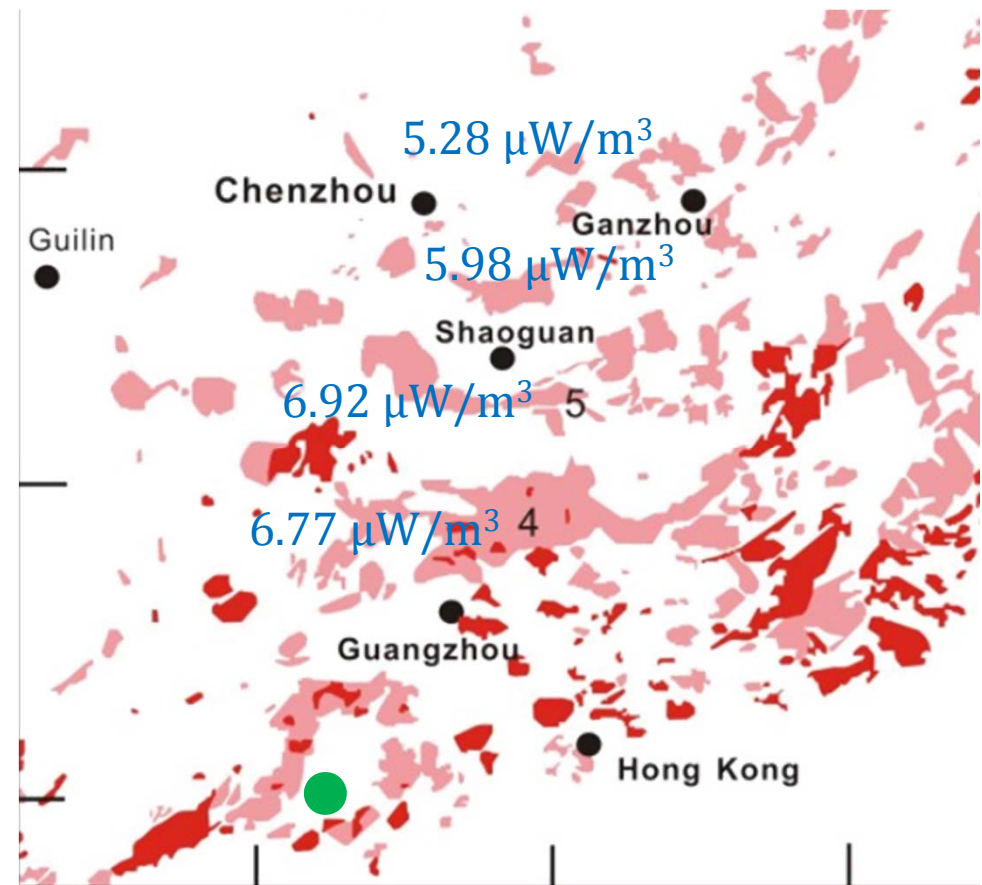 5.28 μW/m³
Chenzhou
Ganzhou
Guilin
5.98 μW/m³
Shaoguan
6.92 μW/m³
5
6.77 μW/m³
4
Guangzhou
Hong Kong